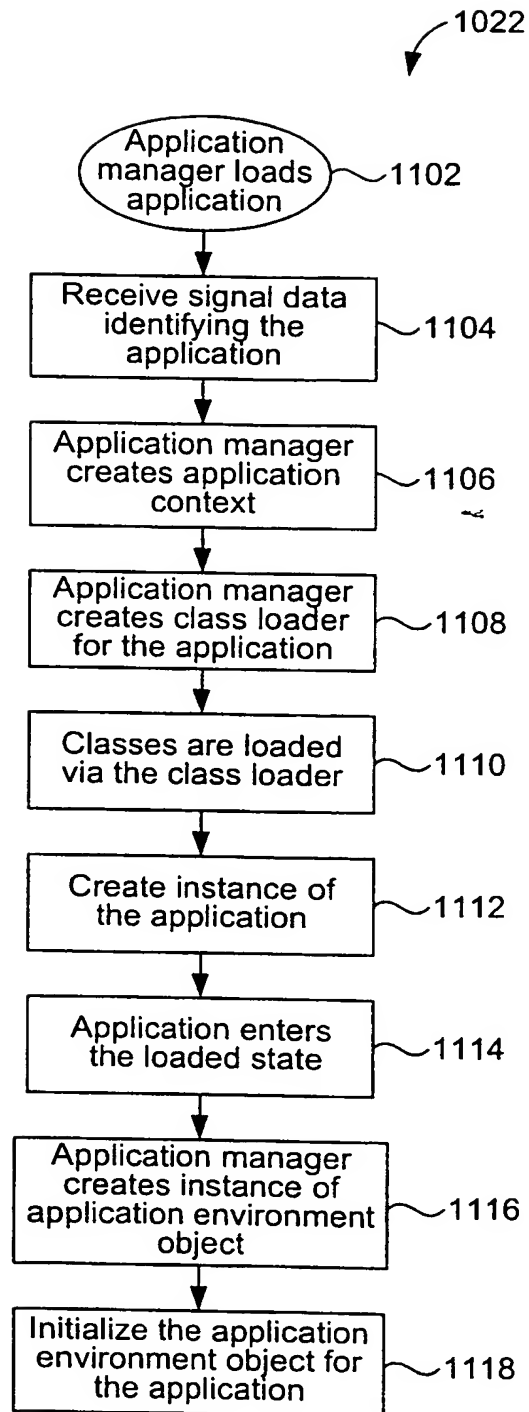 1022
Application
manager loads
application
1102
Receive signal data
identifying the
application
1104
Application manager
creates application
context
1106
Application manager
creates class loader
for the application
1108
Classes are loaded
via the class loader
1110
Create instance of
the application
1112
Application enters
the loaded state
1114
Application manager
creates instance of
application environment
object
1116
Initialize the application
environment object for
the application
1118